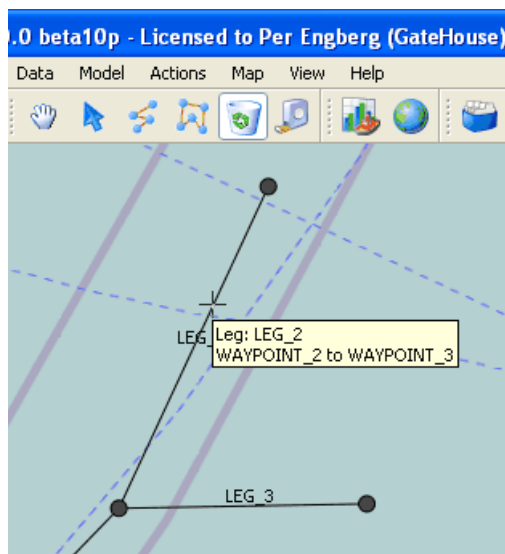 .0 beta10p - Licensed to Per Engberg (GateHouse)
Data Model Actions Map View Help
LEG_
Leg: LEG_2
WAYPOINT_2 to WAYPOINT_3
LEG_3